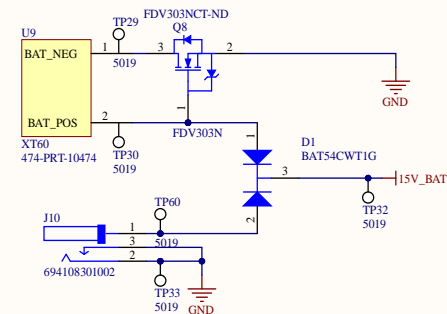 FDV303NCT-ND
Q8
TP29
5019
U9
BAT_NEG
1
3
2
GND
1
FDV303N
BAT_POS
2
XT60
474-PRT-10474
TP30
5019
1
D1
BAT54CWT1G
3
15V_BAT
2
TP32
5019
TP60
5019
J10
1
3
2
694108301002
TP33
5019
GND